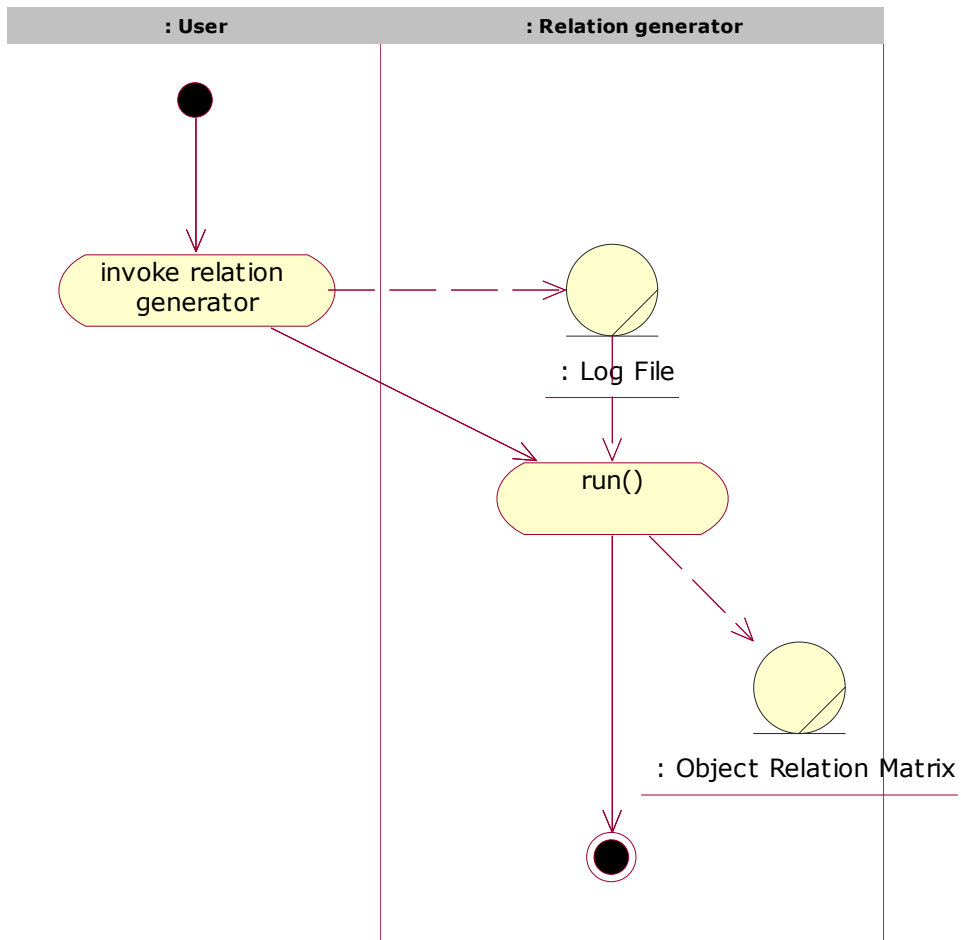 : User
: Relation generator
invoke relation
generator
: Log File
run()
: Object Relation Matrix